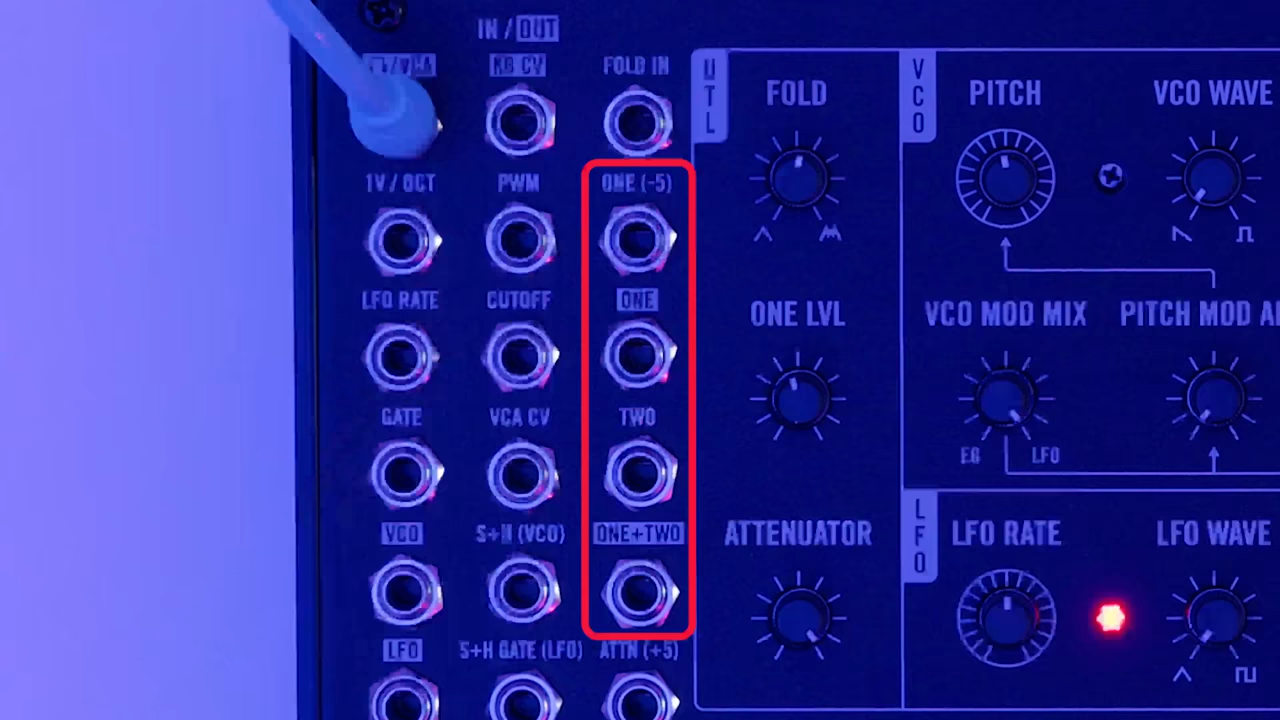 IN / OUT
KB CV
FOLD IN
1V / OCT
PWM
ONE (-5)
LFO RATE
CUTOFF
ONE
GATE
VCA CV
TWO
VCO
S+H (VCO)
ONE+TWO
LFO
S+H GATE (LFO)
ATTN (+5)
UTL
FOLD
ONE LVL
ATTENUATOR
VCO
PITCH
VCO WAVE
VCO MOD MIX
PITCH MOD A
EG
LFO
LFO
LFO RATE
LFO WAVE